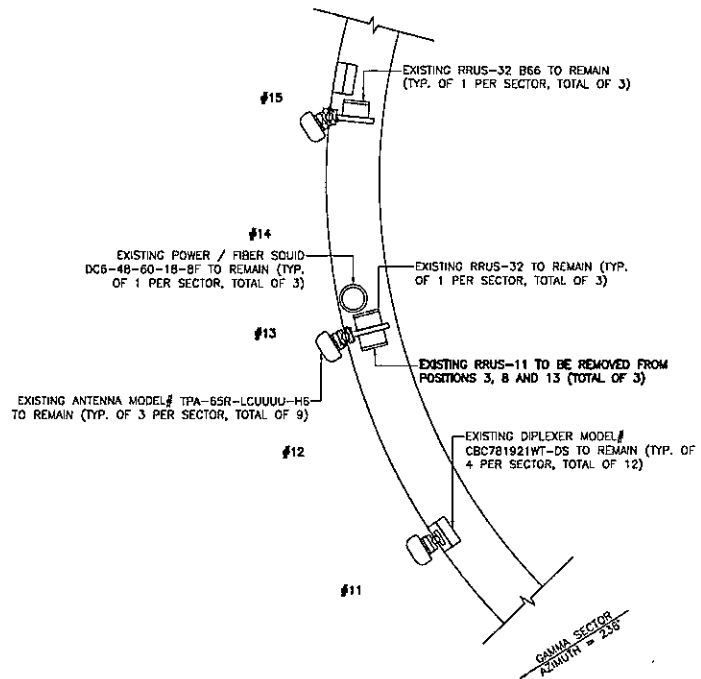 EXISTING RRUS-32 B66 TO REMAIN
(TYP. OF 1 PER SECTOR, TOTAL OF 3)
#15
#14
EXISTING POWER / FIBER SQUID
DC6-48-60-18-8F TO REMAIN (TYP.
OF 1 PER SECTOR, TOTAL OF 3)
EXISTING RRUS-32 TO REMAIN (TYP.
OF 1 PER SECTOR, TOTAL OF 3)
#13
EXISTING RRUS-11 TO BE REMOVED FROM
POSITIONS 3, 8 AND 13 (TOTAL OF 3)
EXISTING ANTENNA MODEL# TPA-65R-LCUUUU-H8
TO REMAIN (TYP. OF 3 PER SECTOR, TOTAL OF 9)
#12
EXISTING DIPLEXER MODEL#
CBC781921WT-DS TO REMAIN (TYP. OF
4 PER SECTOR, TOTAL OF 12)
#11
GAMMA SECTOR
AZIMUTH = 238°